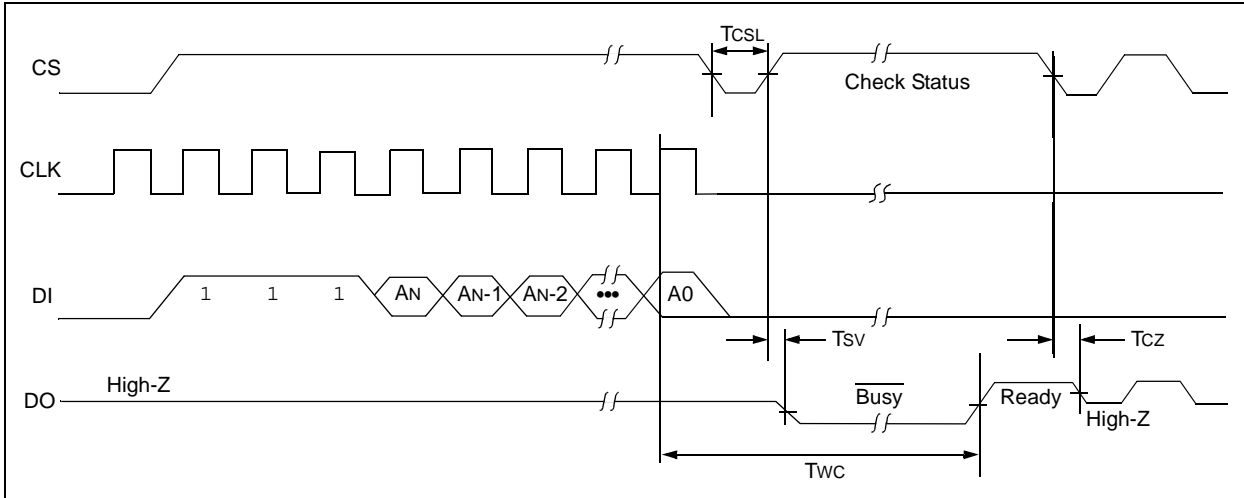 TCSL
CS
Check Status
CLK
DI
1 1 1 AN AN-1 AN-2 ••• A0
TSV
TCZ
High-Z
DO
Busy
Ready
High-Z
TWC